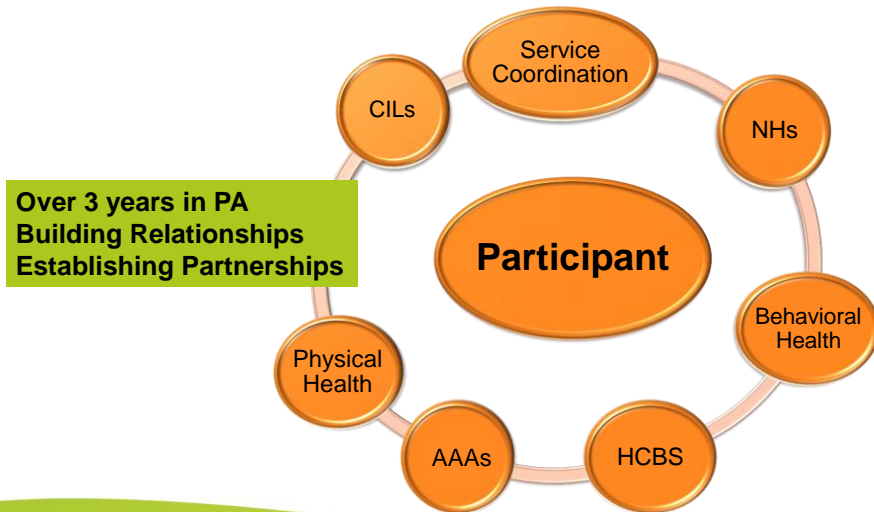 Service
Coordination
CILs
NHs
Over 3 years in PA
Building Relationships
Establishing Partnerships
Participant
Behavioral
Health
Physical
Health
AAAs
HCBS